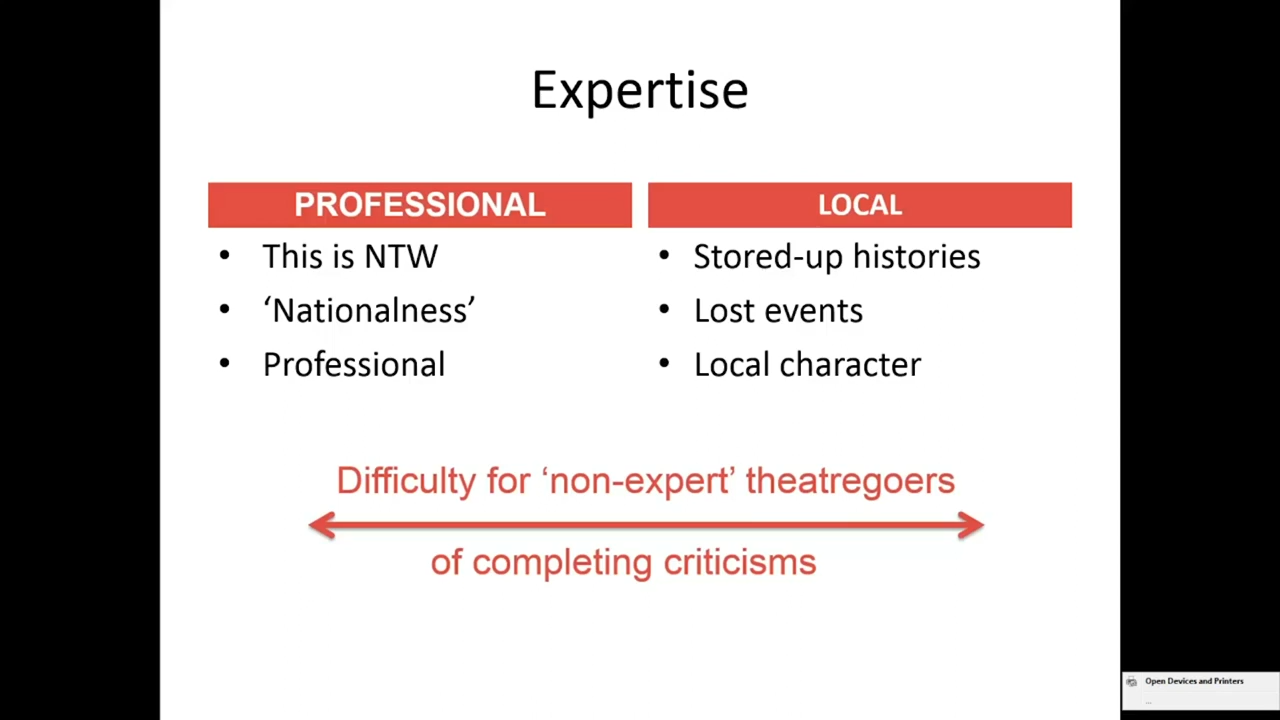 Expertise
PROFESSIONAL
• This is NTW
• ‘Nationalness’
• Professional
LOCAL
• Stored-up histories
• Lost events
• Local character
Difficulty for ‘non-expert’ theatregoers
of completing criticisms
Open Devices and Printers
...